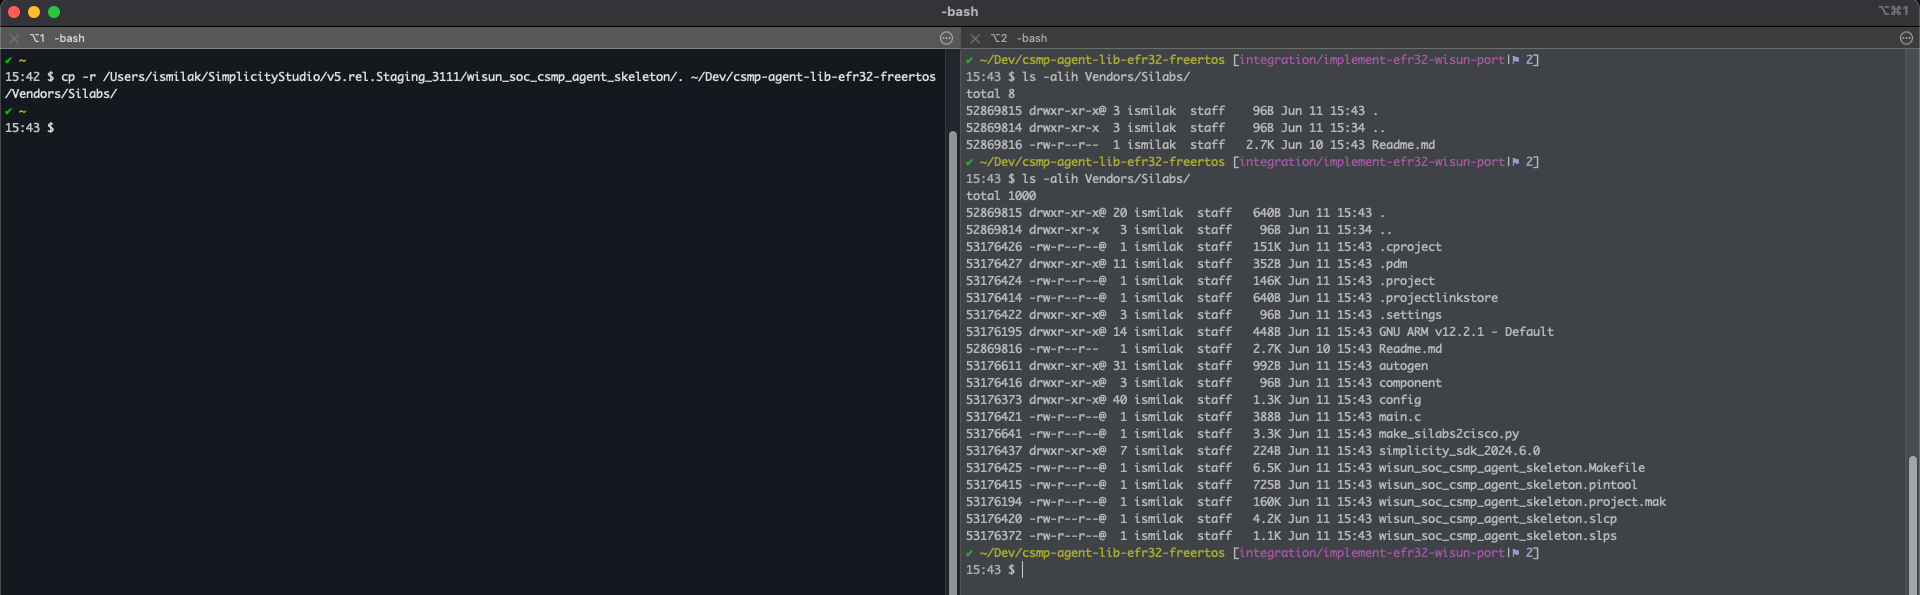 -bash
⌥⌘1
⌥1 -bash
✔ ~
15:42 $ cp -r /Users/ismilak/SimplicityStudio/v5.rel.Staging_3111/wisun_soc_csmp_agent_skeleton/. ~/Dev/csmp-agent-lib-efr32-freertos
/Vendors/Silabs/
✔ ~
15:43 $
⌥2 -bash
✔ ~/Dev/csmp-agent-lib-efr32-freertos [integration/implement-efr32-wisun-port|⚑ 2]
15:43 $ ls -alih Vendors/Silabs/
total 8
52869815 drwxr-xr-x@ 3 ismilak  staff    96B Jun 11 15:43 .
52869814 drwxr-xr-x  3 ismilak  staff    96B Jun 11 15:34 ..
52869816 -rw-r--r--  1 ismilak  staff   2.7K Jun 10 15:43 Readme.md
✔ ~/Dev/csmp-agent-lib-efr32-freertos [integration/implement-efr32-wisun-port|⚑ 2]
15:43 $ ls -alih Vendors/Silabs/
total 1000
52869815 drwxr-xr-x@ 20 ismilak  staff   640B Jun 11 15:43 .
52869814 drwxr-xr-x   3 ismilak  staff    96B Jun 11 15:34 ..
53176426 -rw-r--r--@  1 ismilak  staff   151K Jun 11 15:43 .cproject
53176427 drwxr-xr-x@ 11 ismilak  staff   352B Jun 11 15:43 .pdm
53176424 -rw-r--r--@  1 ismilak  staff   146K Jun 11 15:43 .project
53176414 -rw-r--r--@  1 ismilak  staff   640B Jun 11 15:43 .projectlinkstore
53176422 drwxr-xr-x@  3 ismilak  staff    96B Jun 11 15:43 .settings
53176195 drwxr-xr-x@ 14 ismilak  staff   448B Jun 11 15:43 GNU ARM v12.2.1 - Default
52869816 -rw-r--r--   1 ismilak  staff   2.7K Jun 10 15:43 Readme.md
53176611 drwxr-xr-x@ 31 ismilak  staff   992B Jun 11 15:43 autogen
53176416 drwxr-xr-x@  3 ismilak  staff    96B Jun 11 15:43 component
53176373 drwxr-xr-x@ 40 ismilak  staff   1.3K Jun 11 15:43 config
53176421 -rw-r--r--@  1 ismilak  staff   388B Jun 11 15:43 main.c
53176641 -rw-r--r--@  1 ismilak  staff   3.3K Jun 11 15:43 make_silabs2cisco.py
53176437 drwxr-xr-x@  7 ismilak  staff   224B Jun 11 15:43 simplicity_sdk_2024.6.0
53176425 -rw-r--r--@  1 ismilak  staff   6.5K Jun 11 15:43 wisun_soc_csmp_agent_skeleton.Makefile
53176415 -rw-r--r--@  1 ismilak  staff   725B Jun 11 15:43 wisun_soc_csmp_agent_skeleton.pintool
53176194 -rw-r--r--@  1 ismilak  staff   160K Jun 11 15:43 wisun_soc_csmp_agent_skeleton.project.mak
53176420 -rw-r--r--@  1 ismilak  staff   4.2K Jun 11 15:43 wisun_soc_csmp_agent_skeleton.slcp
53176372 -rw-r--r--@  1 ismilak  staff   1.1K Jun 11 15:43 wisun_soc_csmp_agent_skeleton.slps
✔ ~/Dev/csmp-agent-lib-efr32-freertos [integration/implement-efr32-wisun-port|⚑ 2]
15:43 $